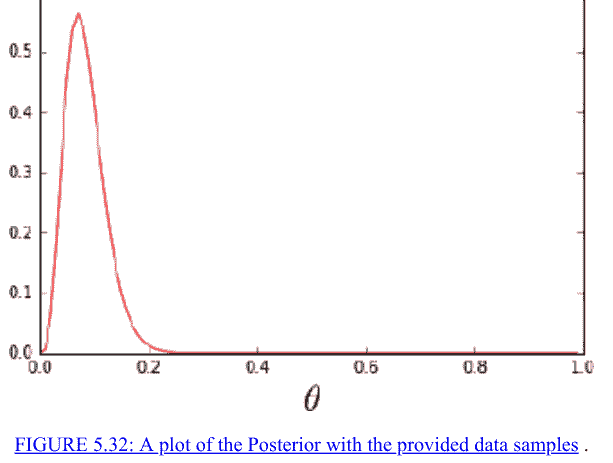 0.5
0.4
0.3
0.2
0.1
0.0
0.0 0.2 0.4 0.6 0.8 1.0
θ
FIGURE 5.32: A plot of the Posterior with the provided data samples .